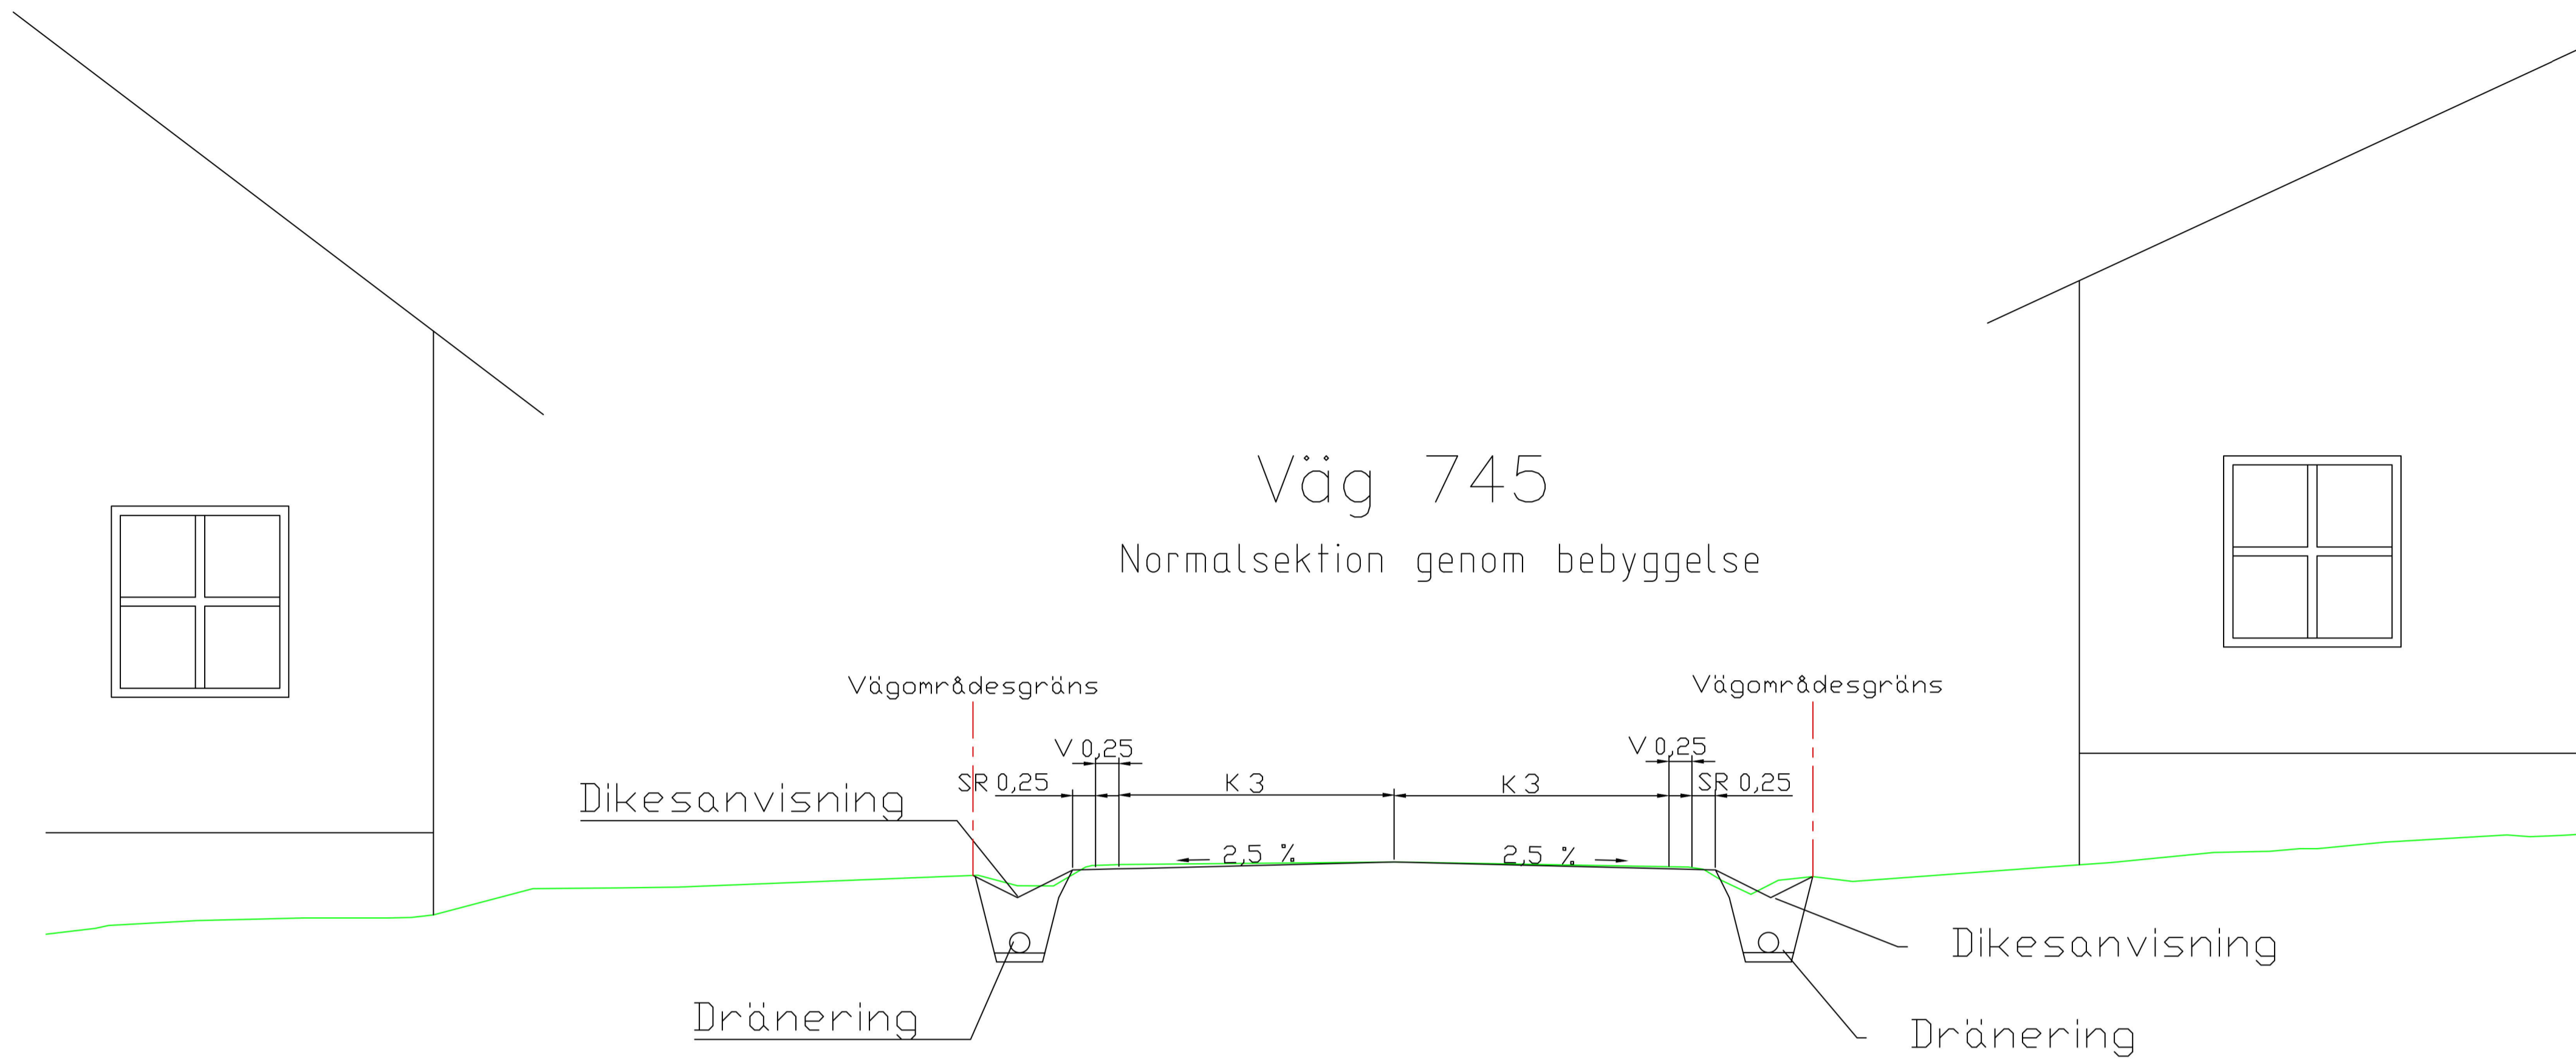 Väg 745
Normalsektion genom bebyggelse
Vägområdesgräns
Vägområdesgräns
V 0,25
V 0,25
SR 0,25
K 3
K 3
SR 0,25
Dikesanvisning
2,5 %
2,5 %
Dikesanvisning
Dränering
Dränering